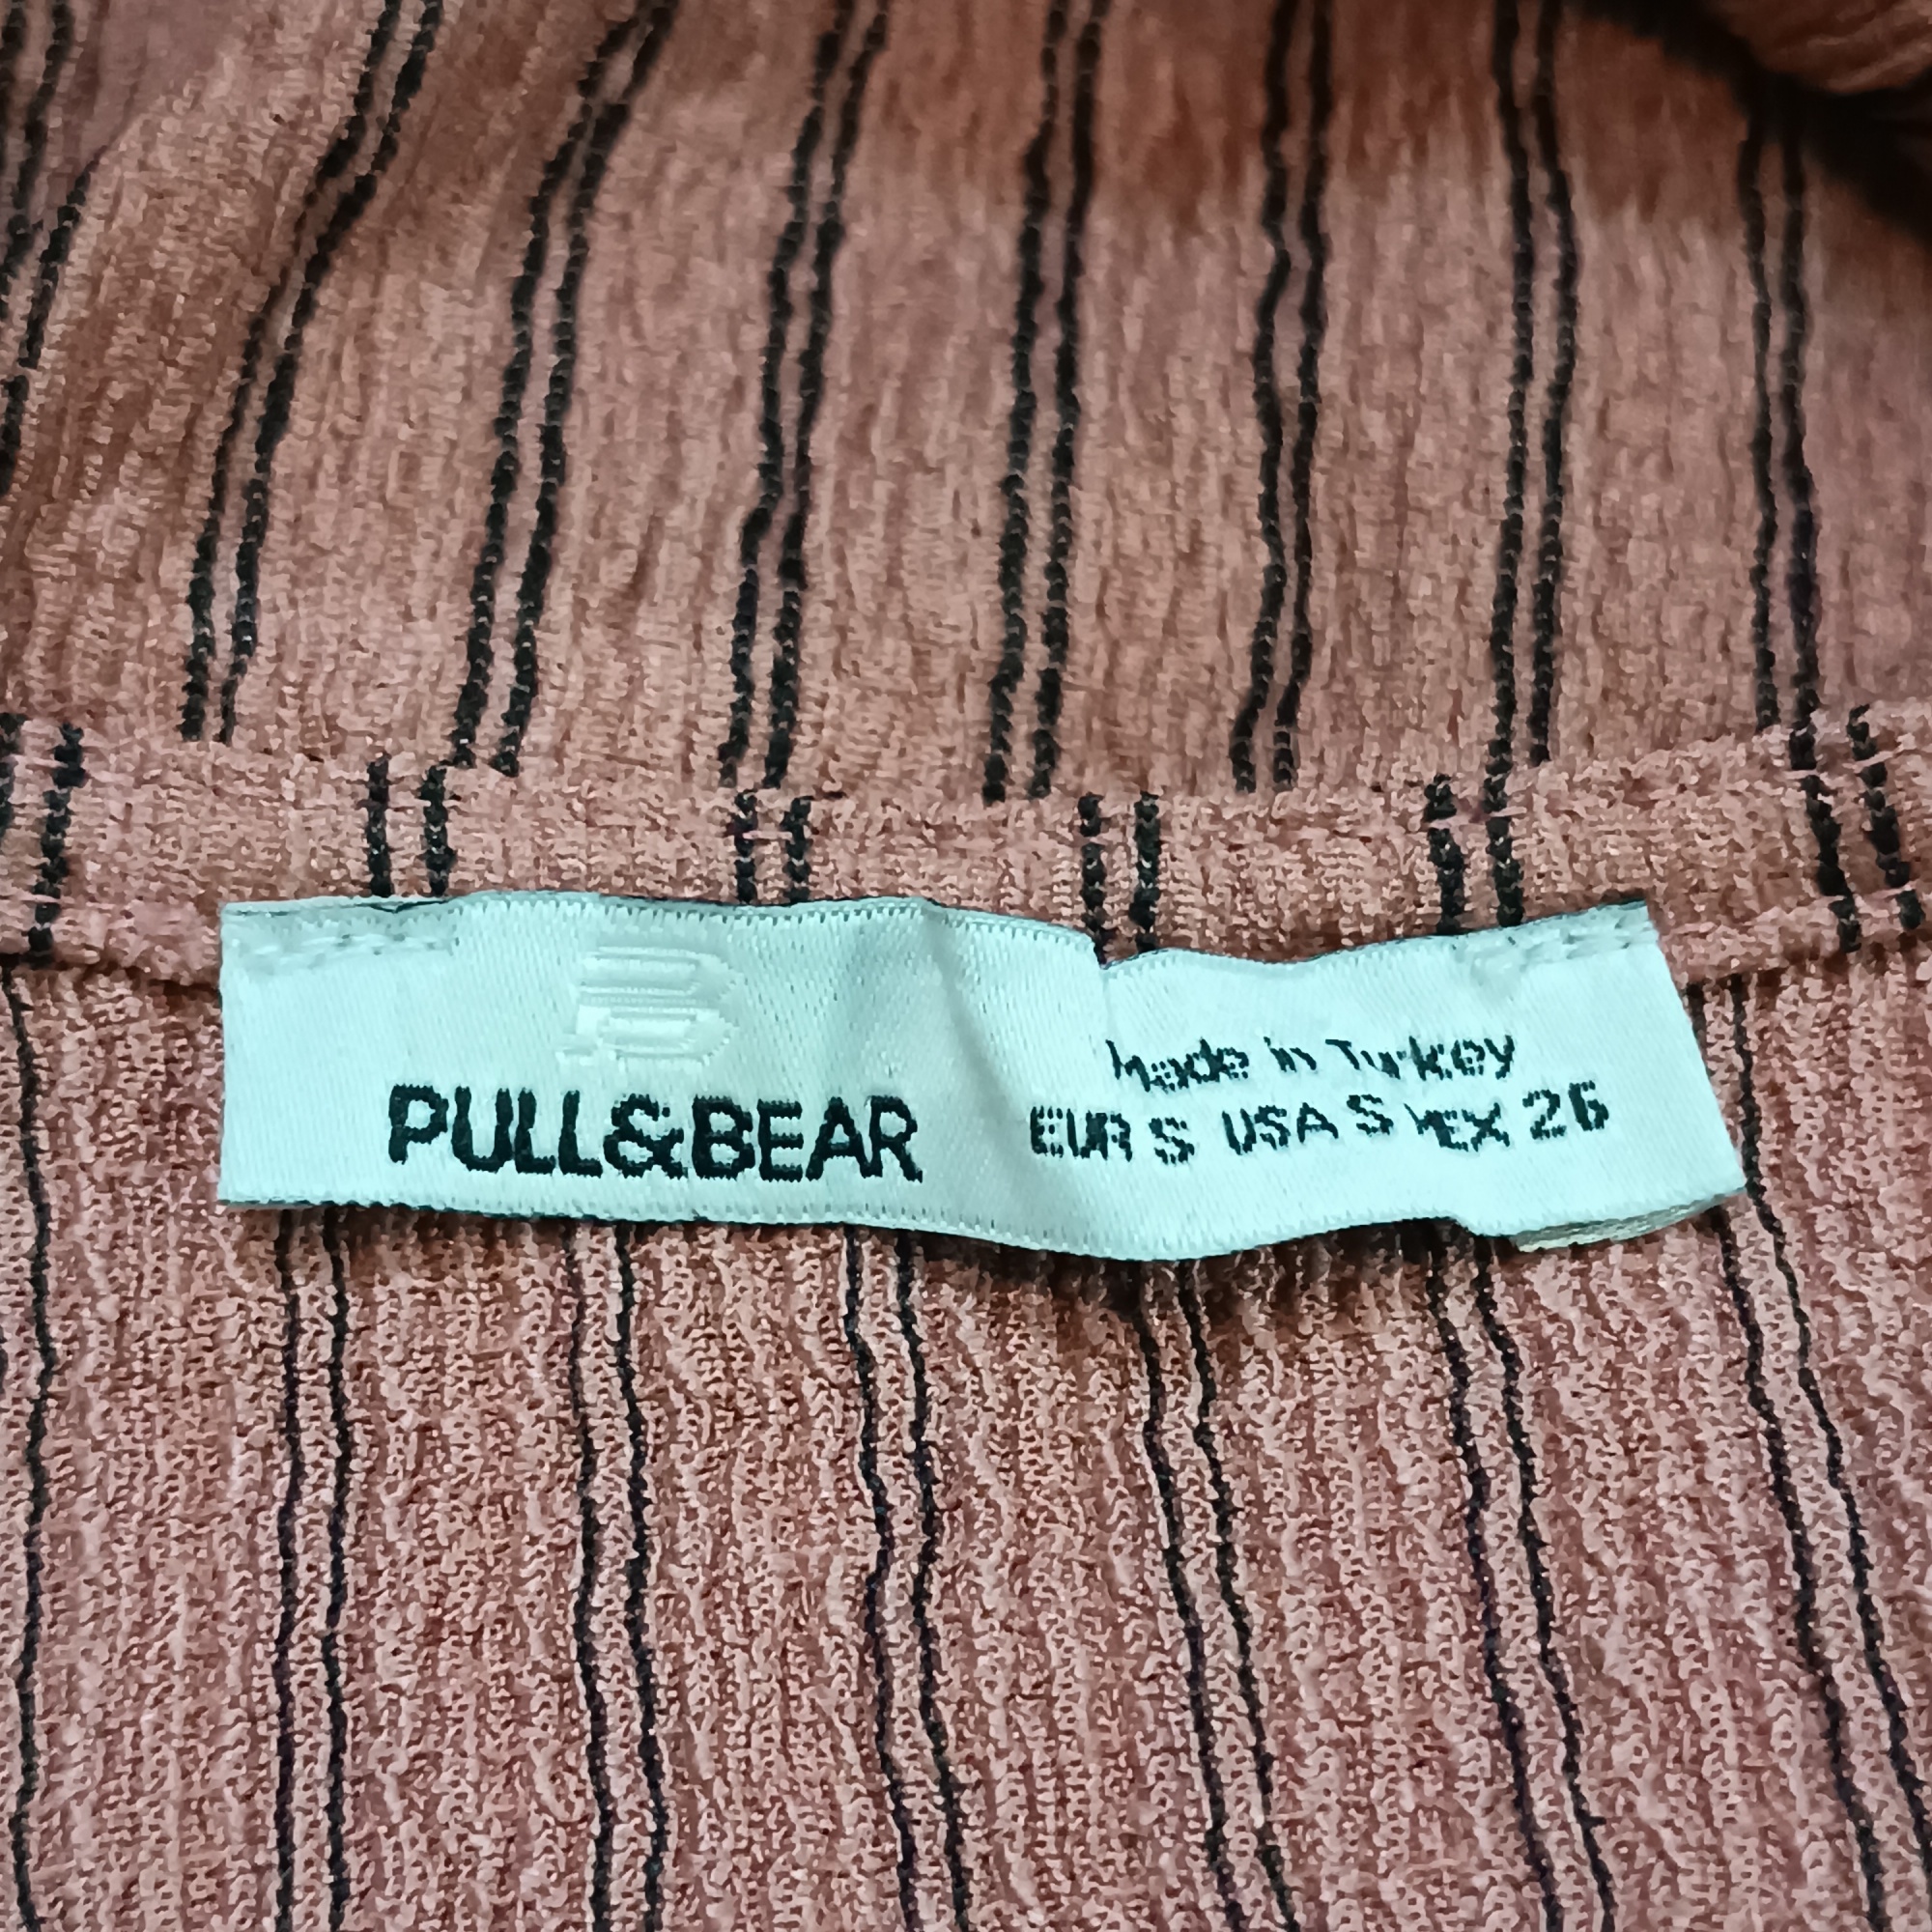 PULL&BEAR
Made in Turkey
EUR S USA S MEX 26